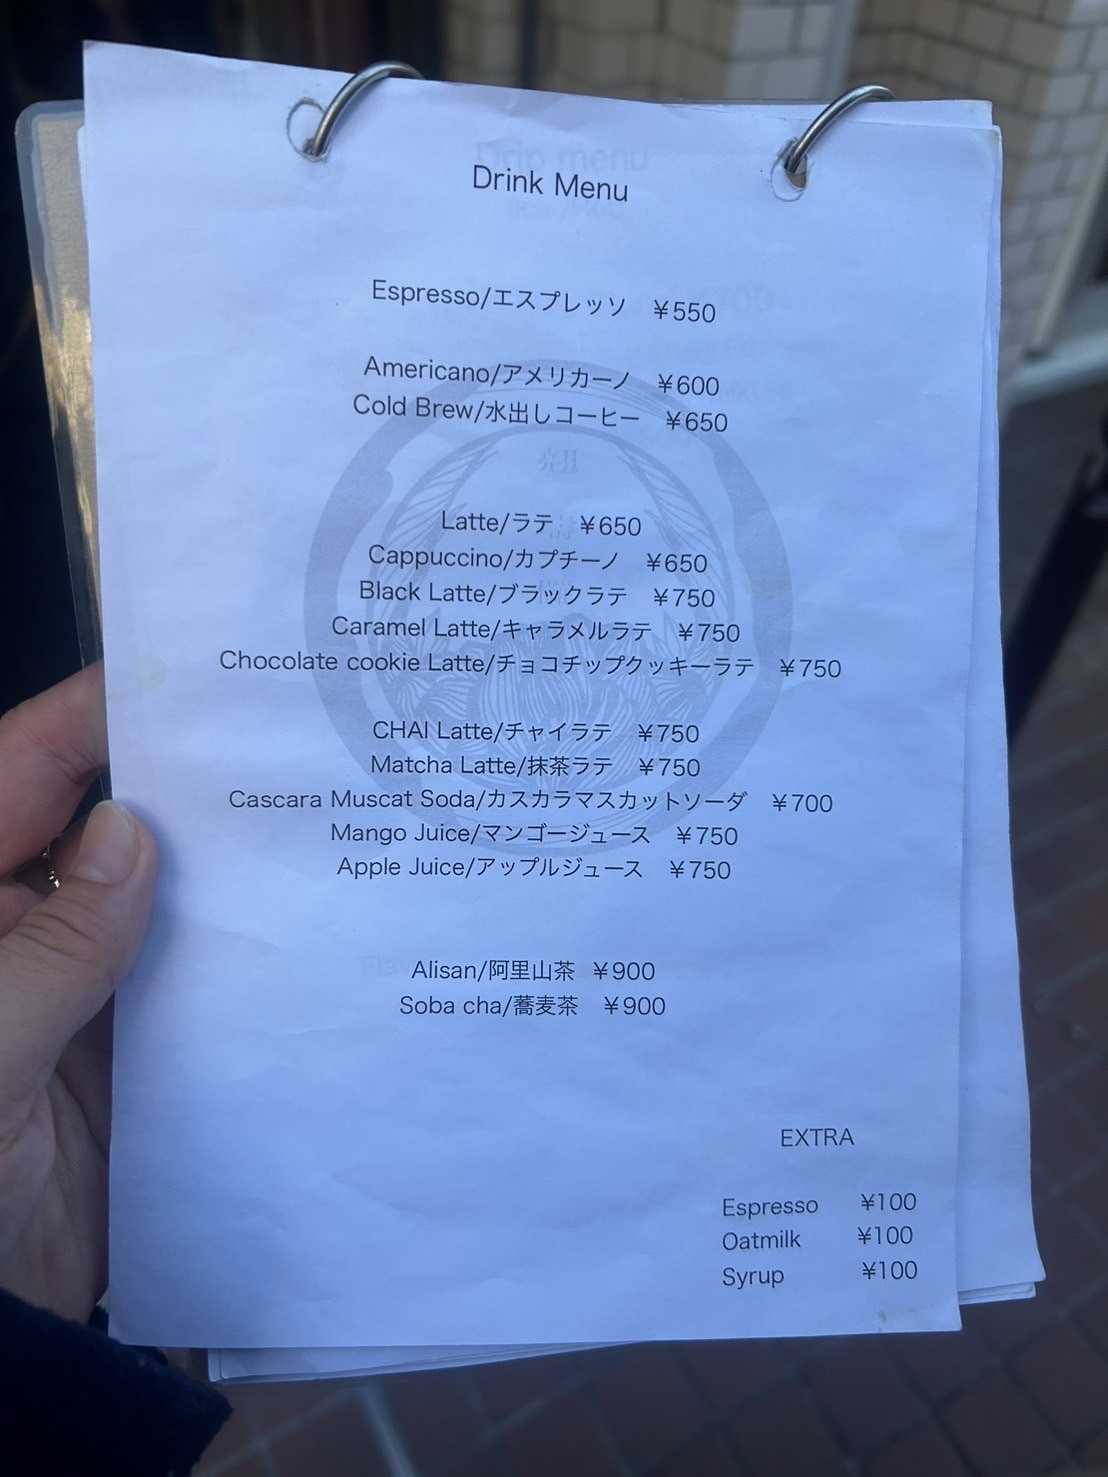 Drink Menu
Espresso/エスプレッソ ¥550
Americano/アメリカーノ ¥600
Cold Brew/水出しコーヒー ¥650
Latte/ラテ ¥650
Cappuccino/カプチーノ ¥650
Black Latte/ブラックラテ ¥750
Caramel Latte/キャラメルラテ ¥750
Chocolate cookie Latte/チョコチップクッキーラテ ¥750
CHAI Latte/チャイラテ ¥750
Matcha Latte/抹茶ラテ ¥750
Cascara Muscat Soda/カスカラマスカットソーダ ¥700
Mango Juice/マンゴージュース ¥750
Apple Juice/アップルジュース ¥750
Alisan/阿里山茶 ¥900
Soba cha/蕎麦茶 ¥900
EXTRA
Espresso ¥100
Oatmilk ¥100
Syrup ¥100